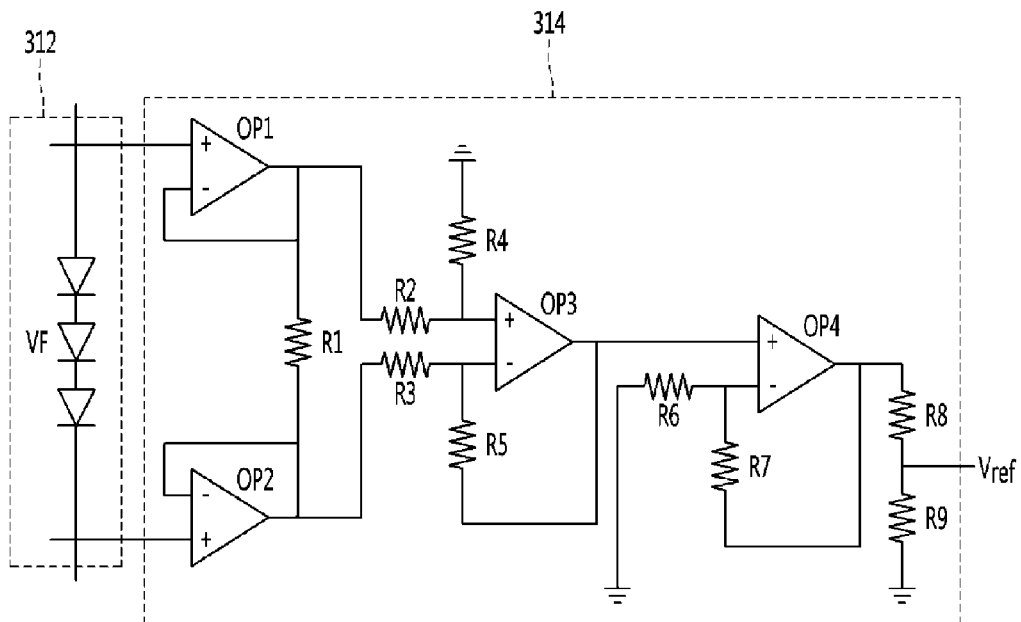 312
314
OP1
+
-
R4
R2
OP3
+
-
VF
R1
R3
OP4
+
-
R6
R8
R5
R7
Vref
OP2
-
+
R9